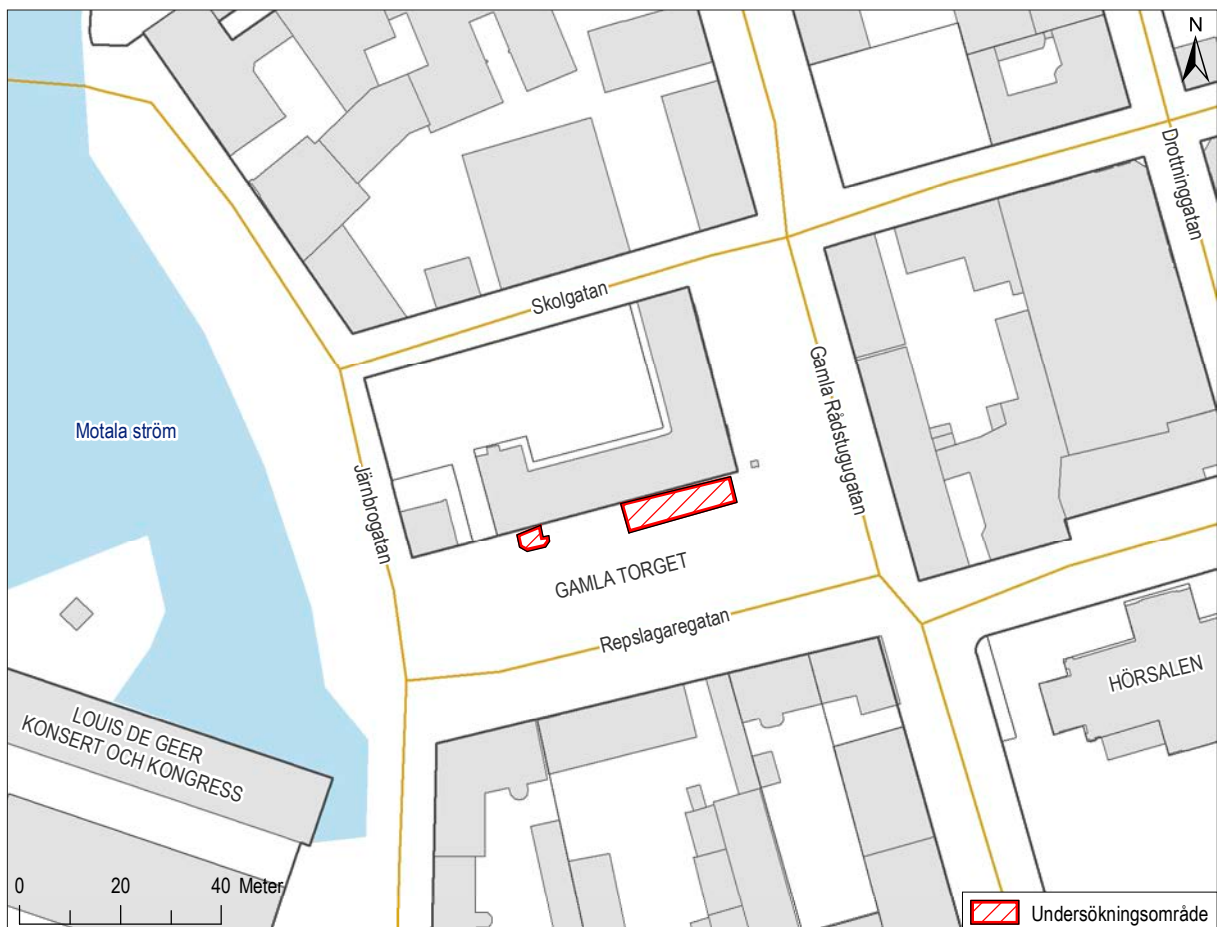 N
Drottninggatan
Skolgatan
Gamla Rådstugugatan
Motala ström
Järnbrogatan
GAMLA TORGET
Repslagaregatan
HÖRSALEN
LOUIS DE GEER
KONSERT OCH KONGRESS
0 20 40 Meter
Undersökningsområde